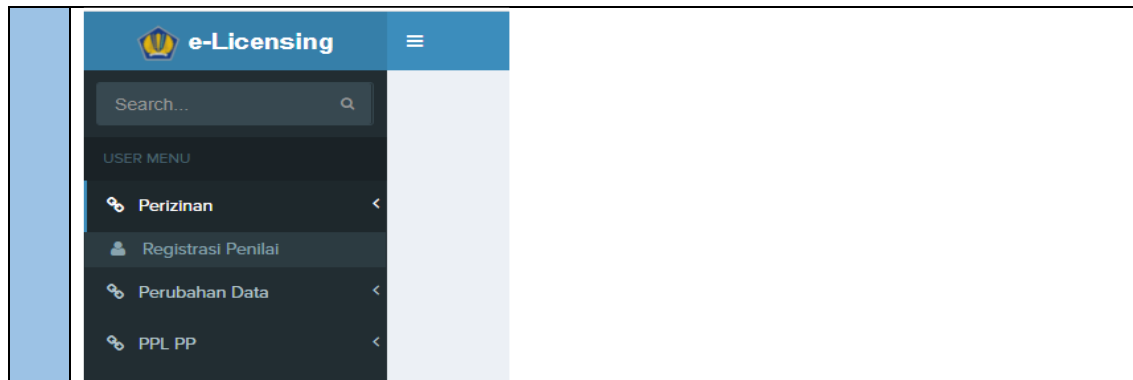 e-Licensing
Search...
USER MENU
Perizinan
Registrasi Penilai
Perubahan Data
PPL PP